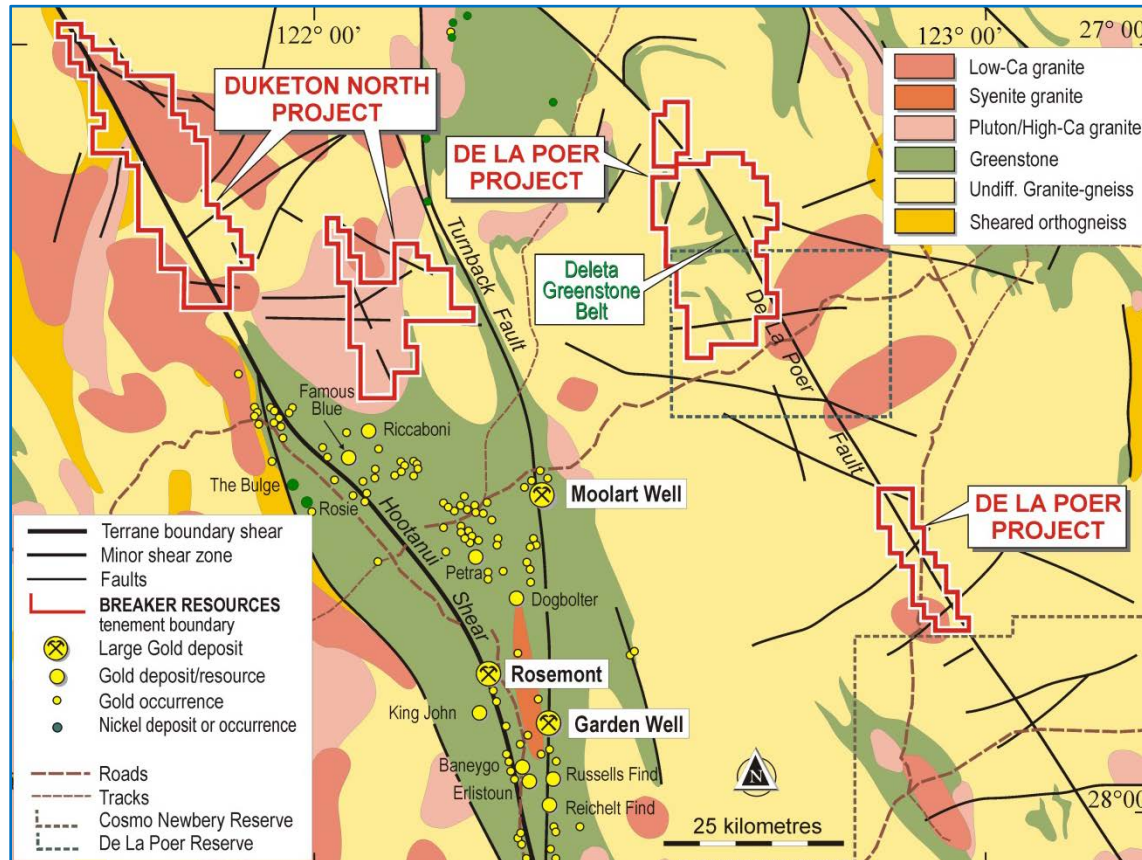 122° 00'
123° 00'
27° 00'
DUKETON NORTH
PROJECT
DE LA POER
PROJECT
Low-Ca granite
Syenite granite
Pluton/High-Ca granite
Greenstone
Undiff. Granite-gneiss
Sheared orthogneiss
Turnback Fault
Deleta
Greenstone
Belt
De La Poer Fault
Famous
Blue
Riccaboni
The Bulge
Rosie
Hootanui Shear
Moolart Well
Petra
Dogbolter
DE LA POER
PROJECT
Rosemont
King John
Garden Well
Baneygo
Erlistoun
Russells Find
Reichelt Find
N
25 kilometres
28° 00'
Terrane boundary shear
Minor shear zone
Faults
BREAKER RESOURCES
tenement boundary
Large Gold deposit
Gold deposit/resource
Gold occurrence
Nickel deposit or occurrence
Roads
Tracks
Cosmo Newbery Reserve
De La Poer Reserve